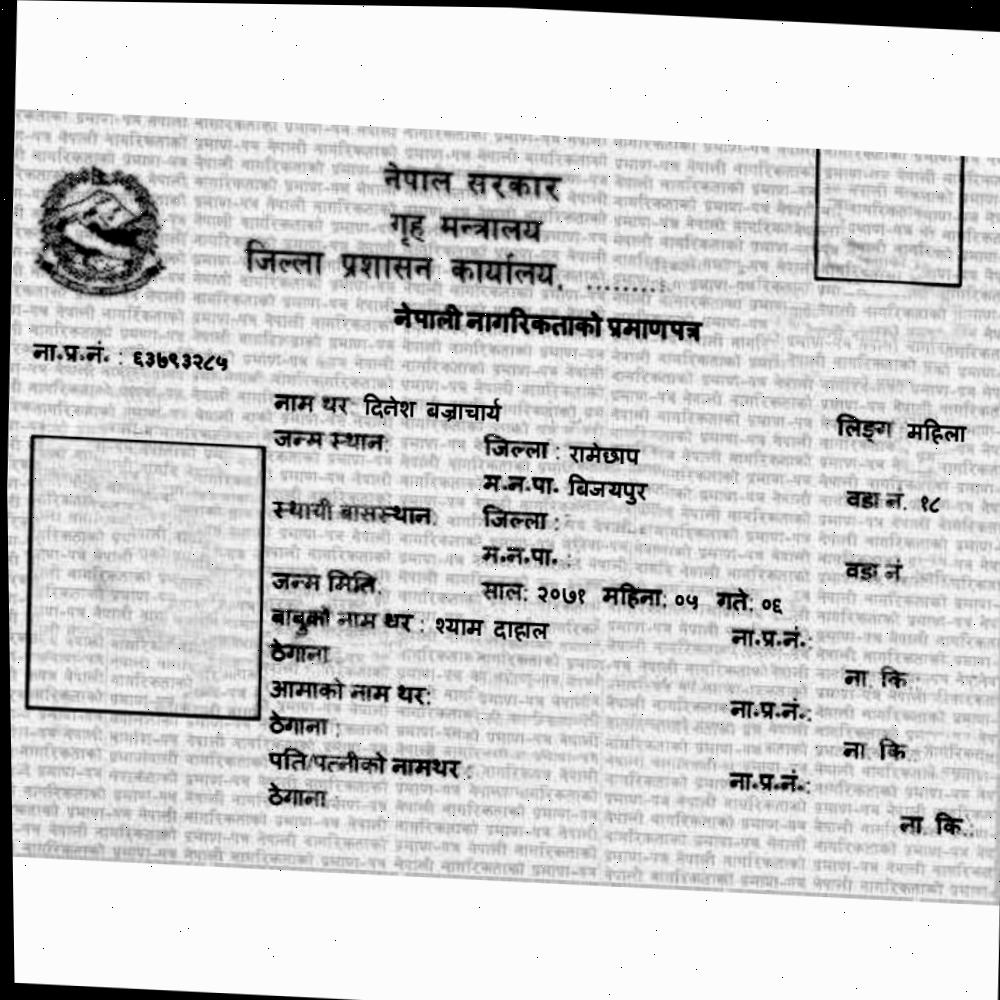 नेपाल सरकार
गृह मन्त्रालय
जिल्ला प्रशासन कार्यालय, ........
नेपाली नागरिकताको प्रमाणपत्र
ना.प्र.नं. : ६३७९३२८५
नाम थर दिनेश बज्राचार्य लिङ्ग महिला
जन्म स्थान: जिल्ला : रामेछाप
म.न.पा. बिजयपुर वडा नं. १८
स्थायी बासस्थान: जिल्ला :
म.न.पा. : वडा नं
जन्म मिति: साल: २०७१ महिना: ०५ गते: ०६
बाबुको नाम थर : श्याम दाहाल ना.प्र.नं.:
ठेगाना ना. कि.
आमाको नाम थर: ना.प्र.नं.:
ठेगाना : ना. कि.
पति/पत्नीको नामथर : ना.प्र.नं.:
ठेगाना ना. कि.: